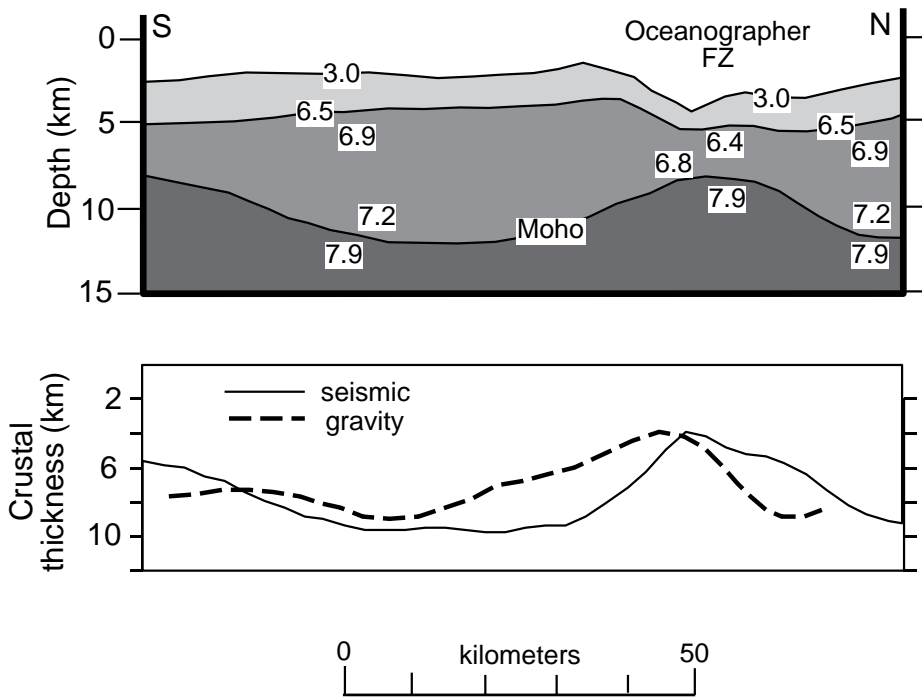 S
Oceanographer
FZ
N
0
5
10
15
Depth (km)
3.0
3.0
6.5
6.9
6.5
6.4
6.9
6.8
7.9
7.2
7.2
Moho
7.9
7.9
seismic
gravity
2
6
10
Crustal
thickness (km)
0
kilometers
50